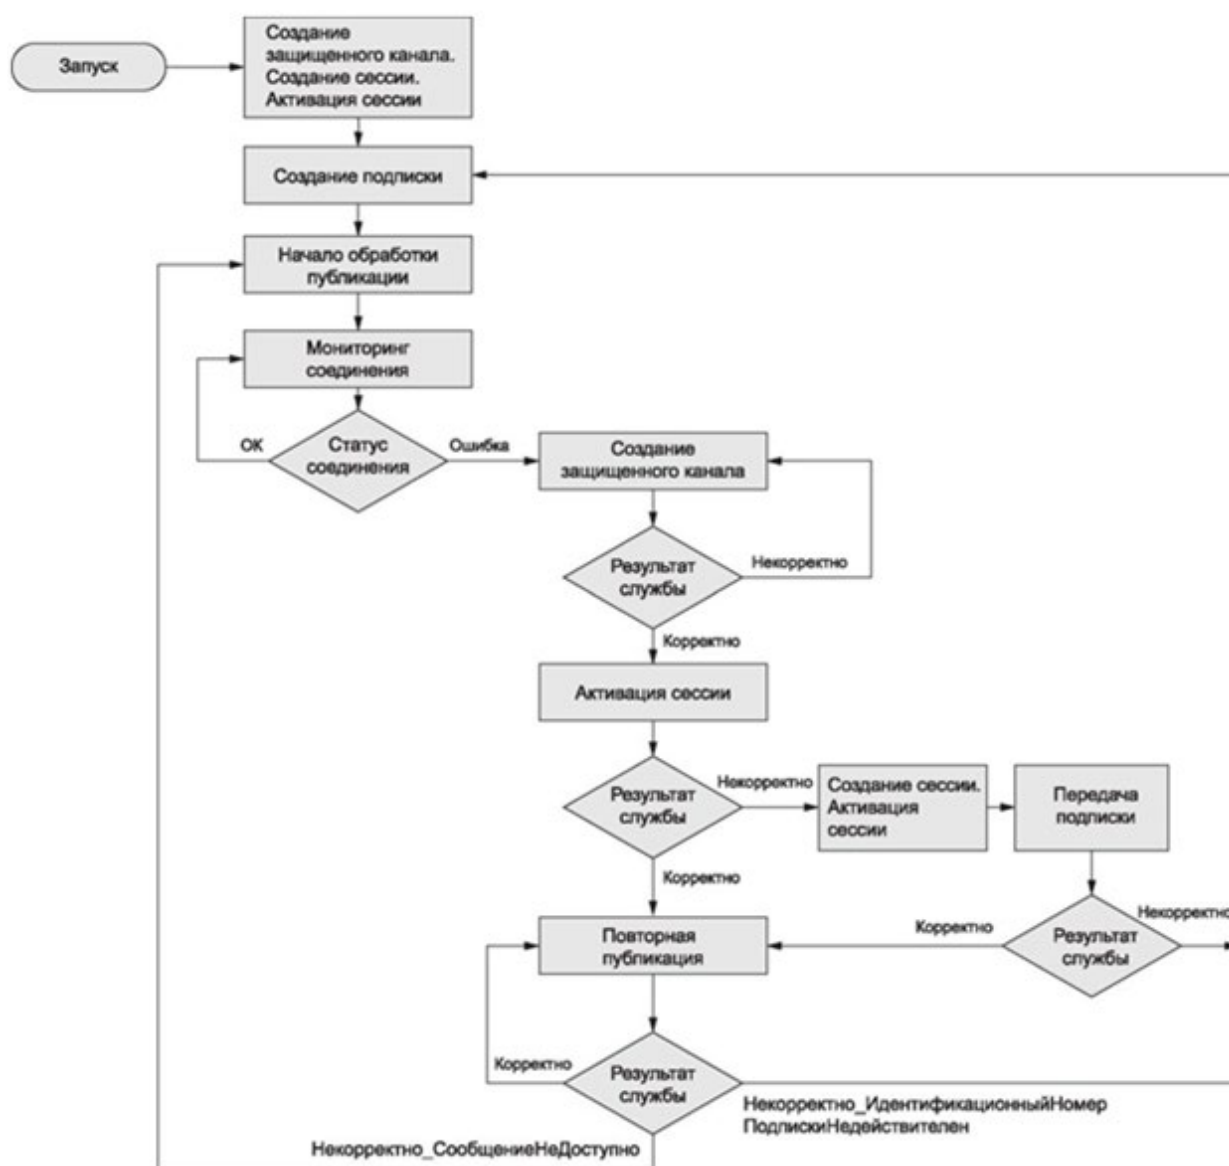 Запуск
Создание
защищенного канала.
Создание сессии.
Активация сессии
Создание подписки
Начало обработки
публикации
Мониторинг
соединения
ОК
Статус
соединения
Ошибка
Создание
защищенного канала
Результат
службы
Некорректно
Корректно
Активация сессии
Результат
службы
Некорректно
Создание сессии.
Активация
сессии
Передача
подписки
Корректно
Повторная
публикация
Корректно
Результат
службы
Некорректно
Корректно
Результат
службы
Некорректно_ИдентификационныйНомер
ПодпискиНедействителен
Некорректно_СообщениеНеДоступно